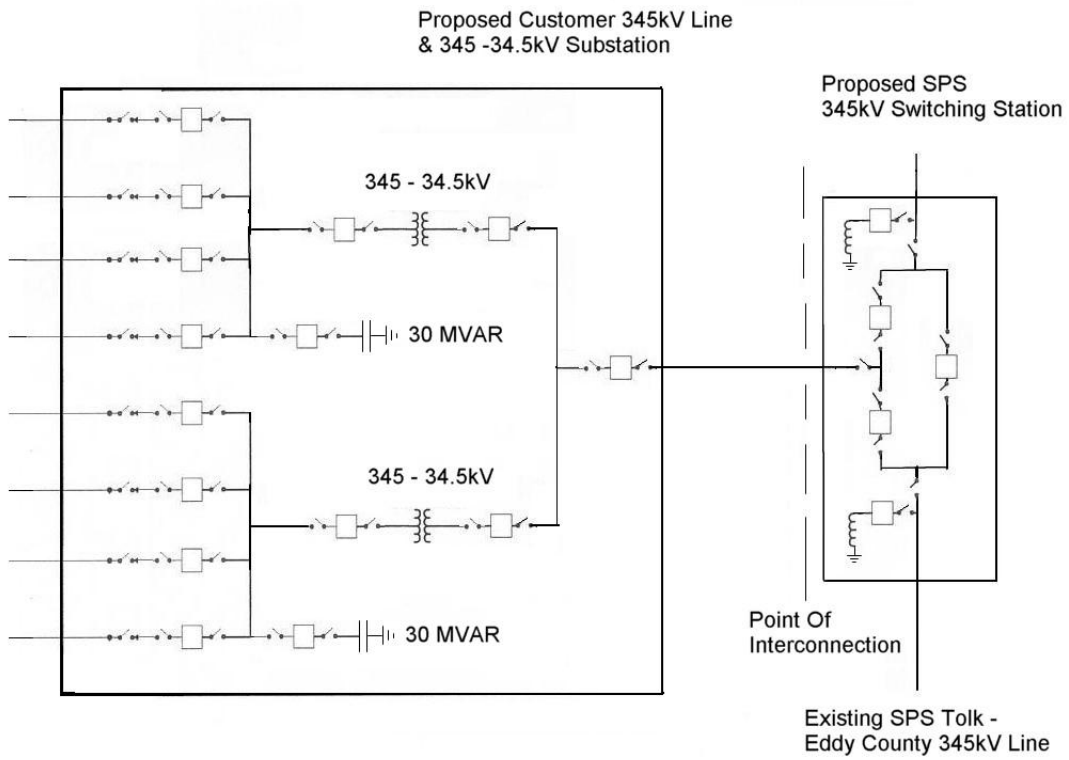 Proposed Customer 345kV Line
& 345 -34.5kV Substation
Proposed SPS
345kV Switching Station
345 - 34.5kV
30 MVAR
345 - 34.5kV
30 MVAR
Point Of
Interconnection
Existing SPS Tolk -
Eddy County 345kV Line